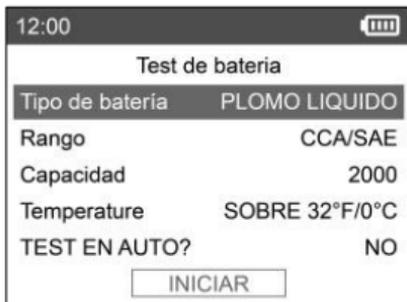 12:00
Test de bateria
Tipo de batería PLOMO LIQUIDO
Rango CCA/SAE
Capacidad 2000
Temperature SOBRE 32°F/0°C
TEST EN AUTO? NO
INICIAR